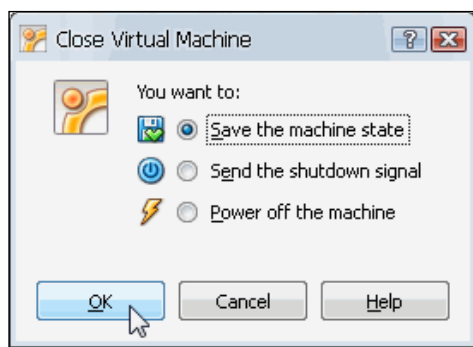 Close Virtual Machine
You want to:
Save the machine state
Send the shutdown signal
Power off the machine
OK Cancel Help